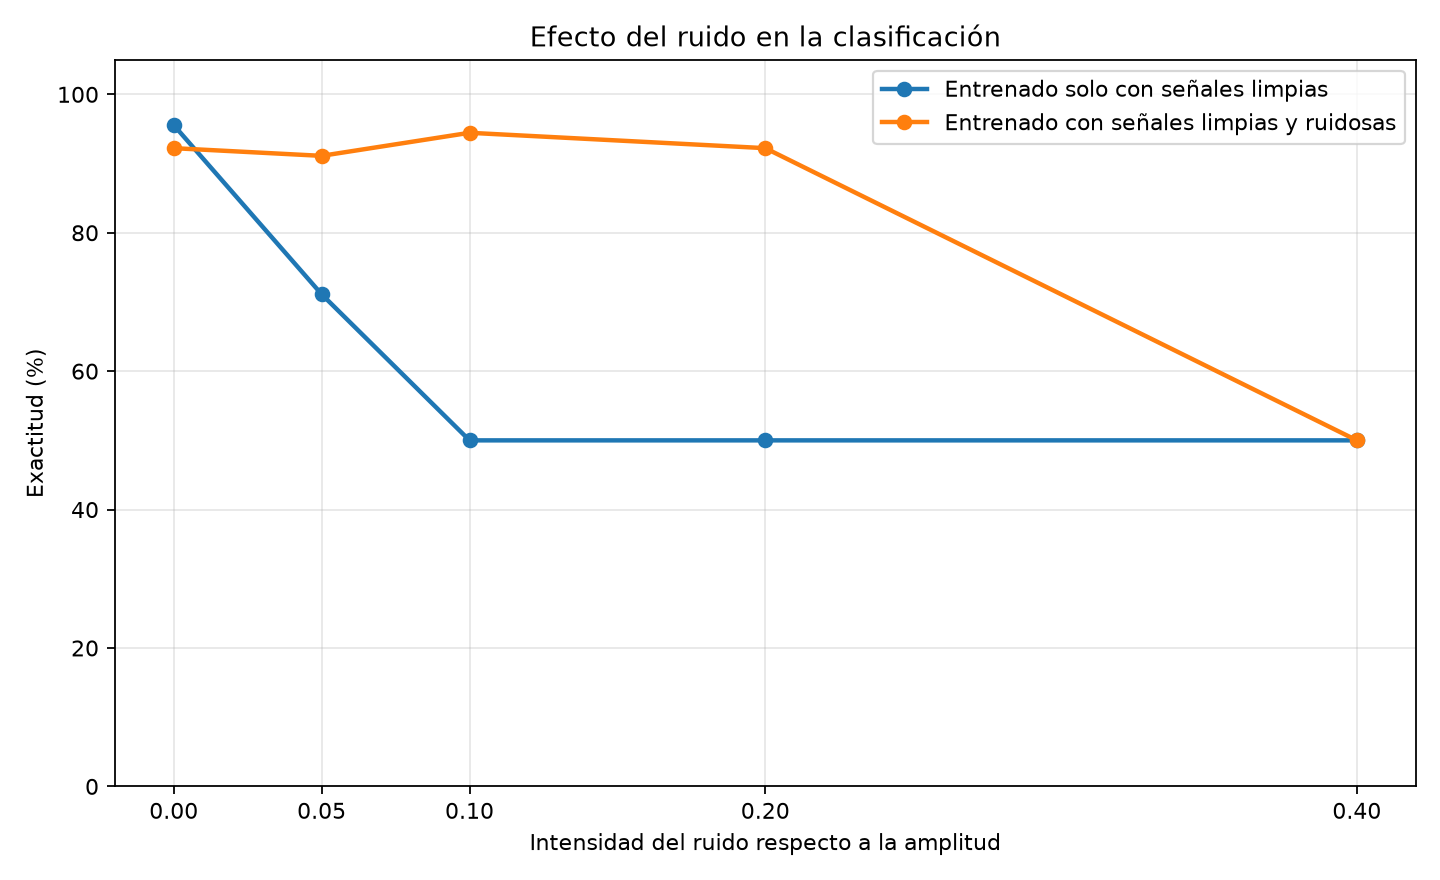 Efecto del ruido en la clasificación
Entrenado solo con señales limpias
Entrenado con señales limpias y ruidosas
Exactitud (%)
100
80
60
40
20
0
0.00 0.05 0.10 0.20 0.40
Intensidad del ruido respecto a la amplitud